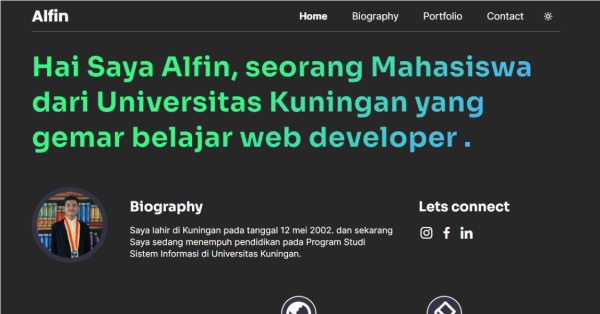 Alfin
Home Biography Portfolio Contact
Hai Saya Alfin, seorang Mahasiswa
dari Universitas Kuningan yang
gemar belajar web developer .
Biography
Saya lahir di Kuningan pada tanggal 12 mei 2002. dan sekarang
Saya sedang menempuh pendidikan pada Program Studi
Sistem Informasi di Universitas Kuningan.
Lets connect